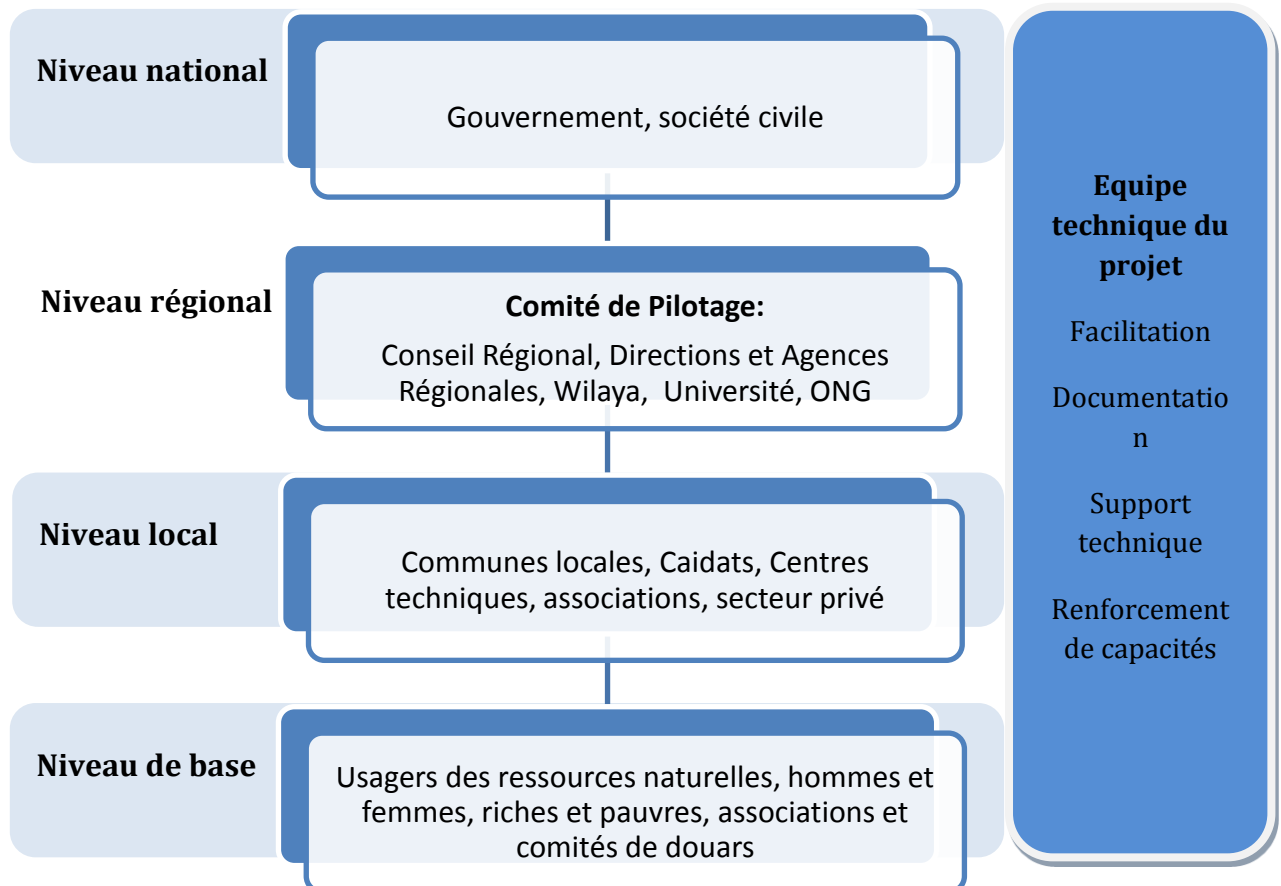 Niveau national
Gouvernement, société civile
Niveau régional
Comité de Pilotage:
Conseil Régional, Directions et Agences
Régionales, Wilaya, Université, ONG
Niveau local
Communes locales, Caidats, Centres
techniques, associations, secteur privé
Niveau de base
Usagers des ressources naturelles, hommes et
femmes, riches et pauvres, associations et
comités de douars
Equipe
technique du
projet
Facilitation
Documentatio
n
Support
technique
Renforcement
de capacités